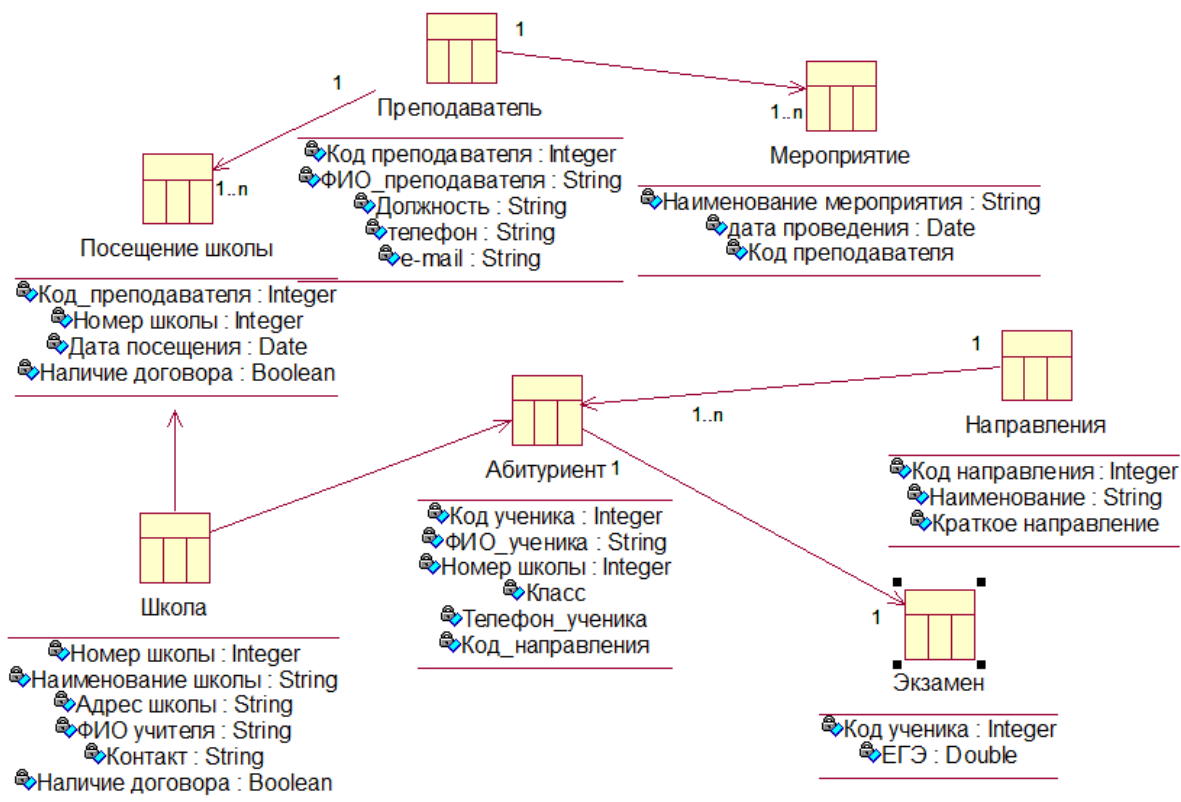 1
Преподаватель
Код преподавателя : Integer
ФИО_преподавателя : String
Должность : String
телефон : String
e-mail : String
1
1..n
Мероприятие
Наименование мероприятия : String
дата проведения : Date
Код преподавателя
1..n
Посещение школы
Код_преподавателя : Integer
Номер школы : Integer
Дата посещения : Date
Наличие договора : Boolean
1
Направления
Код направления : Integer
Наименование : String
Краткое направление
1..n
Абитуриент 1
Код ученика : Integer
ФИО_ученика : String
Номер школы : Integer
Класс
Телефон_ученика
Код_направления
Школа
Номер школы : Integer
Наименование школы : String
Адрес школы : String
ФИО учителя : String
Контакт : String
Наличие договора : Boolean
1
Экзамен
Код ученика : Integer
ЕГЭ : Double